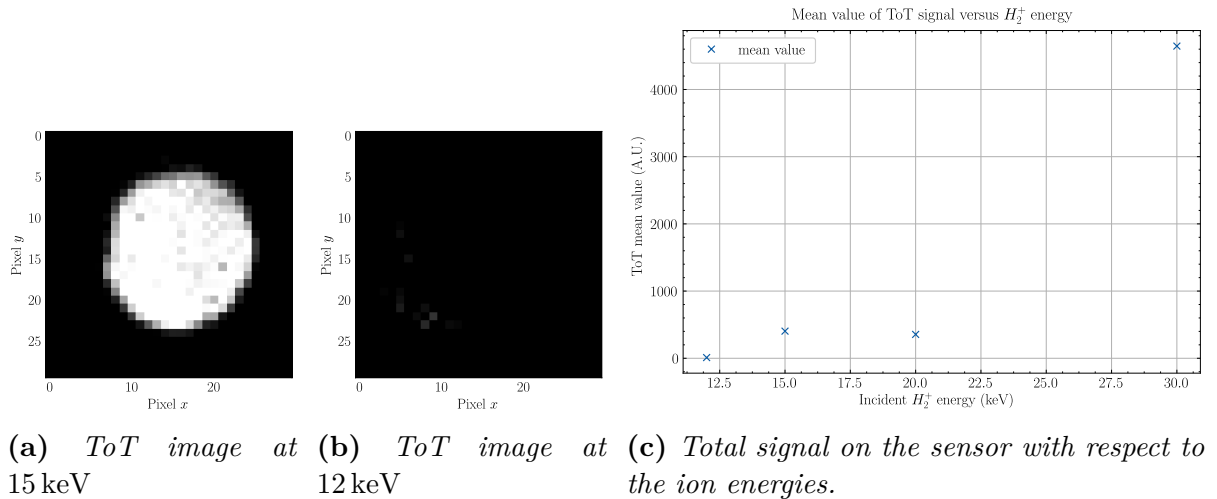 0
5
10
15
20
25
Pixel y
0
10
20
Pixel x
0
5
10
15
20
25
Pixel y
0
10
20
Pixel x
Mean value of ToT signal versus H₂⁺ energy
mean value
4000
3000
2000
1000
0
ToT mean value (A.U.)
12.5
15.0
17.5
20.0
22.5
25.0
27.5
30.0
Incident H₂⁺ energy (keV)
(a) ToT image at
15 keV
(b) ToT image at
12 keV
(c) Total signal on the sensor with respect to
the ion energies.